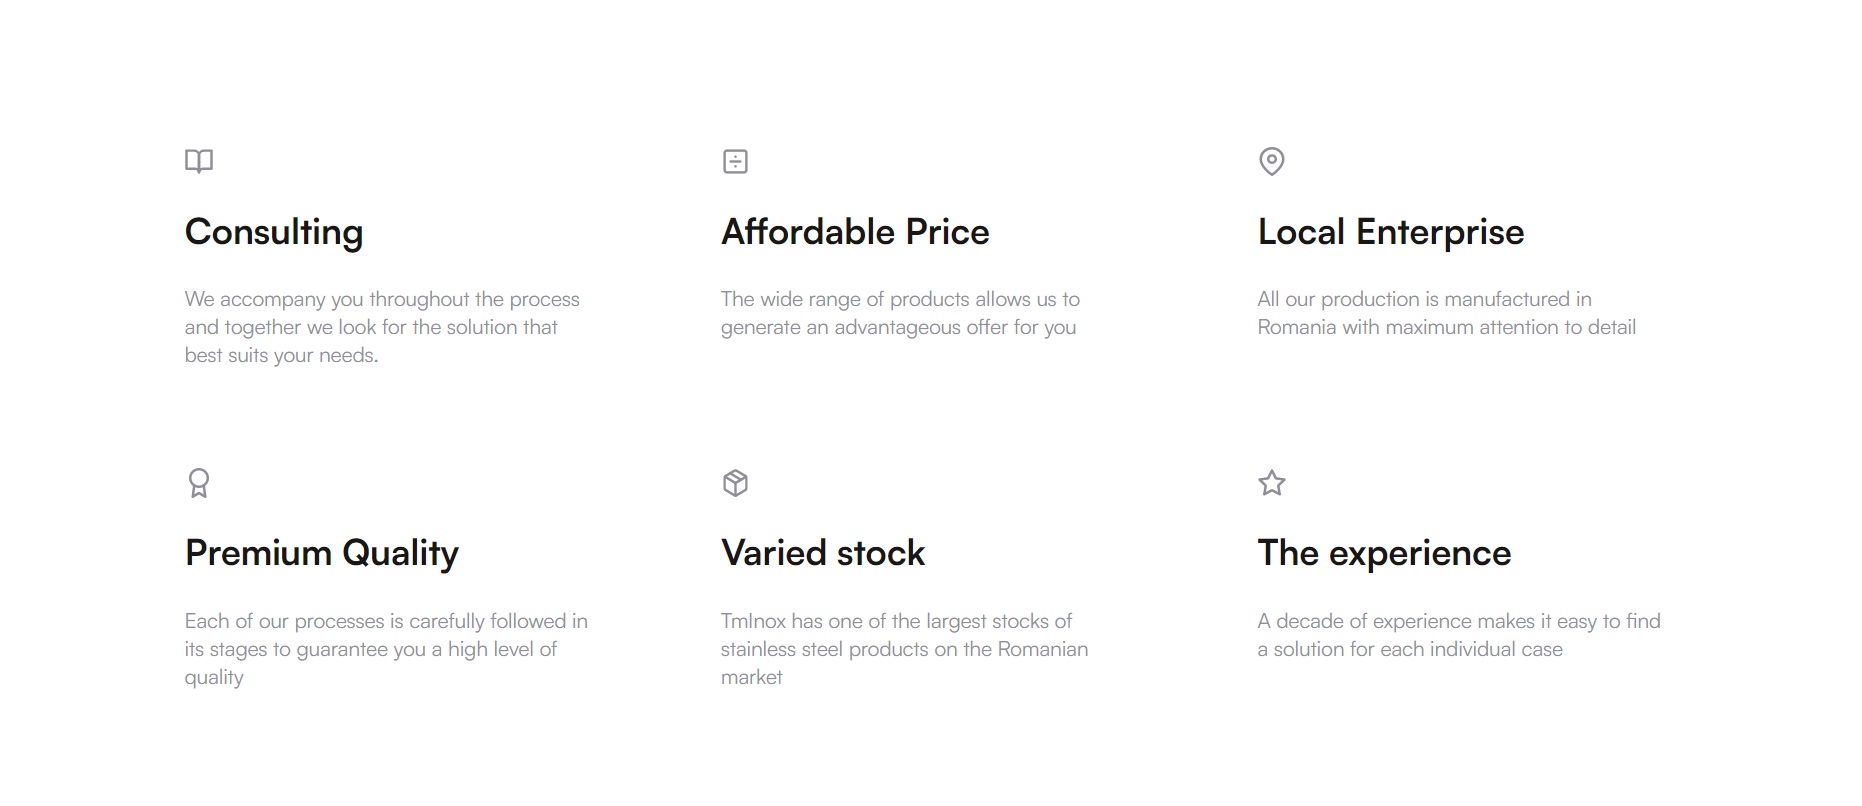 Consulting
We accompany you throughout the process
and together we look for the solution that
best suits your needs.
Affordable Price
The wide range of products allows us to
generate an advantageous offer for you
Local Enterprise
All our production is manufactured in
Romania with maximum attention to detail
Premium Quality
Each of our processes is carefully followed in
its stages to guarantee you a high level of
quality
Varied stock
TmInox has one of the largest stocks of
stainless steel products on the Romanian
market
The experience
A decade of experience makes it easy to find
a solution for each individual case